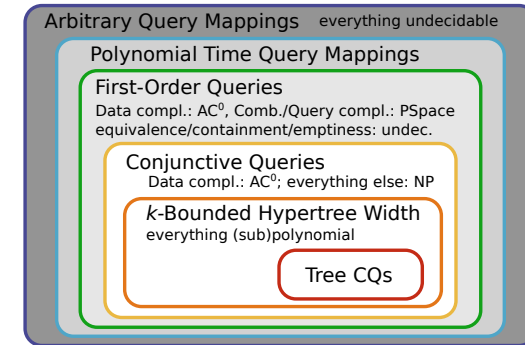 Arbitrary Query Mappings everything undecidable
Polynomial Time Query Mappings
First-Order Queries
Data compl.: AC⁰, Comb./Query compl.: PSpace
equivalence/containment/emptiness: undec.
Conjunctive Queries
Data compl.: AC⁰; everything else: NP
k-Bounded Hypertree Width
everything (sub)polynomial
Tree CQs